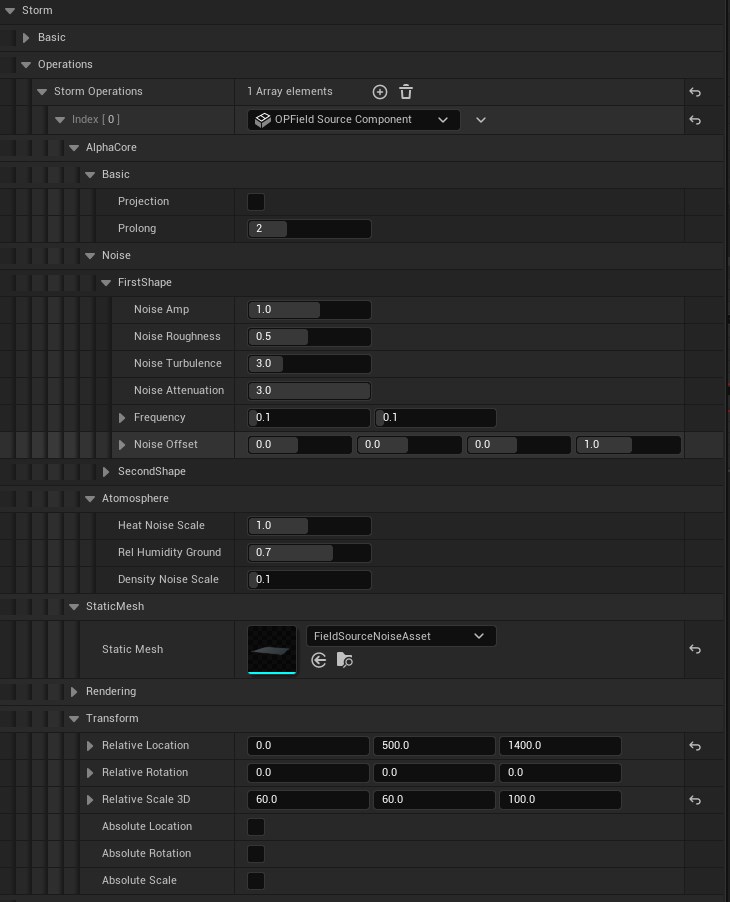 Storm
Basic
Operations
Storm Operations 1 Array elements
Index [ 0 ] OPField Source Component
AlphaCore
Basic
Projection
Prolong 2
Noise
FirstShape
Noise Amp 1.0
Noise Roughness 0.5
Noise Turbulence 3.0
Noise Attenuation 3.0
Frequency 0.1 0.1
Noise Offset 0.0 0.0 0.0 1.0
SecondShape
Atomosphere
Heat Noise Scale 1.0
Rel Humidity Ground 0.7
Density Noise Scale 0.1
StaticMesh
Static Mesh FieldSourceNoiseAsset
Rendering
Transform
Relative Location 0.0 500.0 1400.0
Relative Rotation 0.0 0.0 0.0
Relative Scale 3D 60.0 60.0 100.0
Absolute Location
Absolute Rotation
Absolute Scale